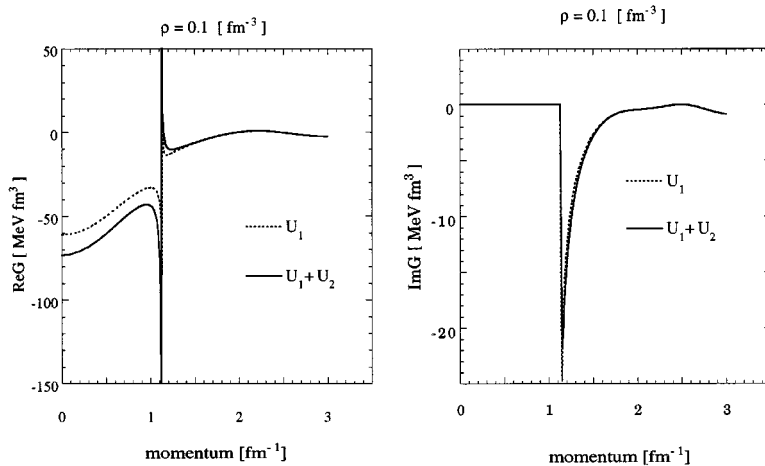 ρ = 0.1 [ fm⁻³ ]
50
0
-50
-100
-150
ReG [ MeV fm³ ]
U₁
U₁+U₂
0 1 2 3
momentum [fm⁻¹]
ρ = 0.1 [ fm⁻³ ]
0
-10
-20
ImG [ MeV fm³ ]
U₁
U₁+U₂
0 1 2 3
momentum [fm⁻¹]